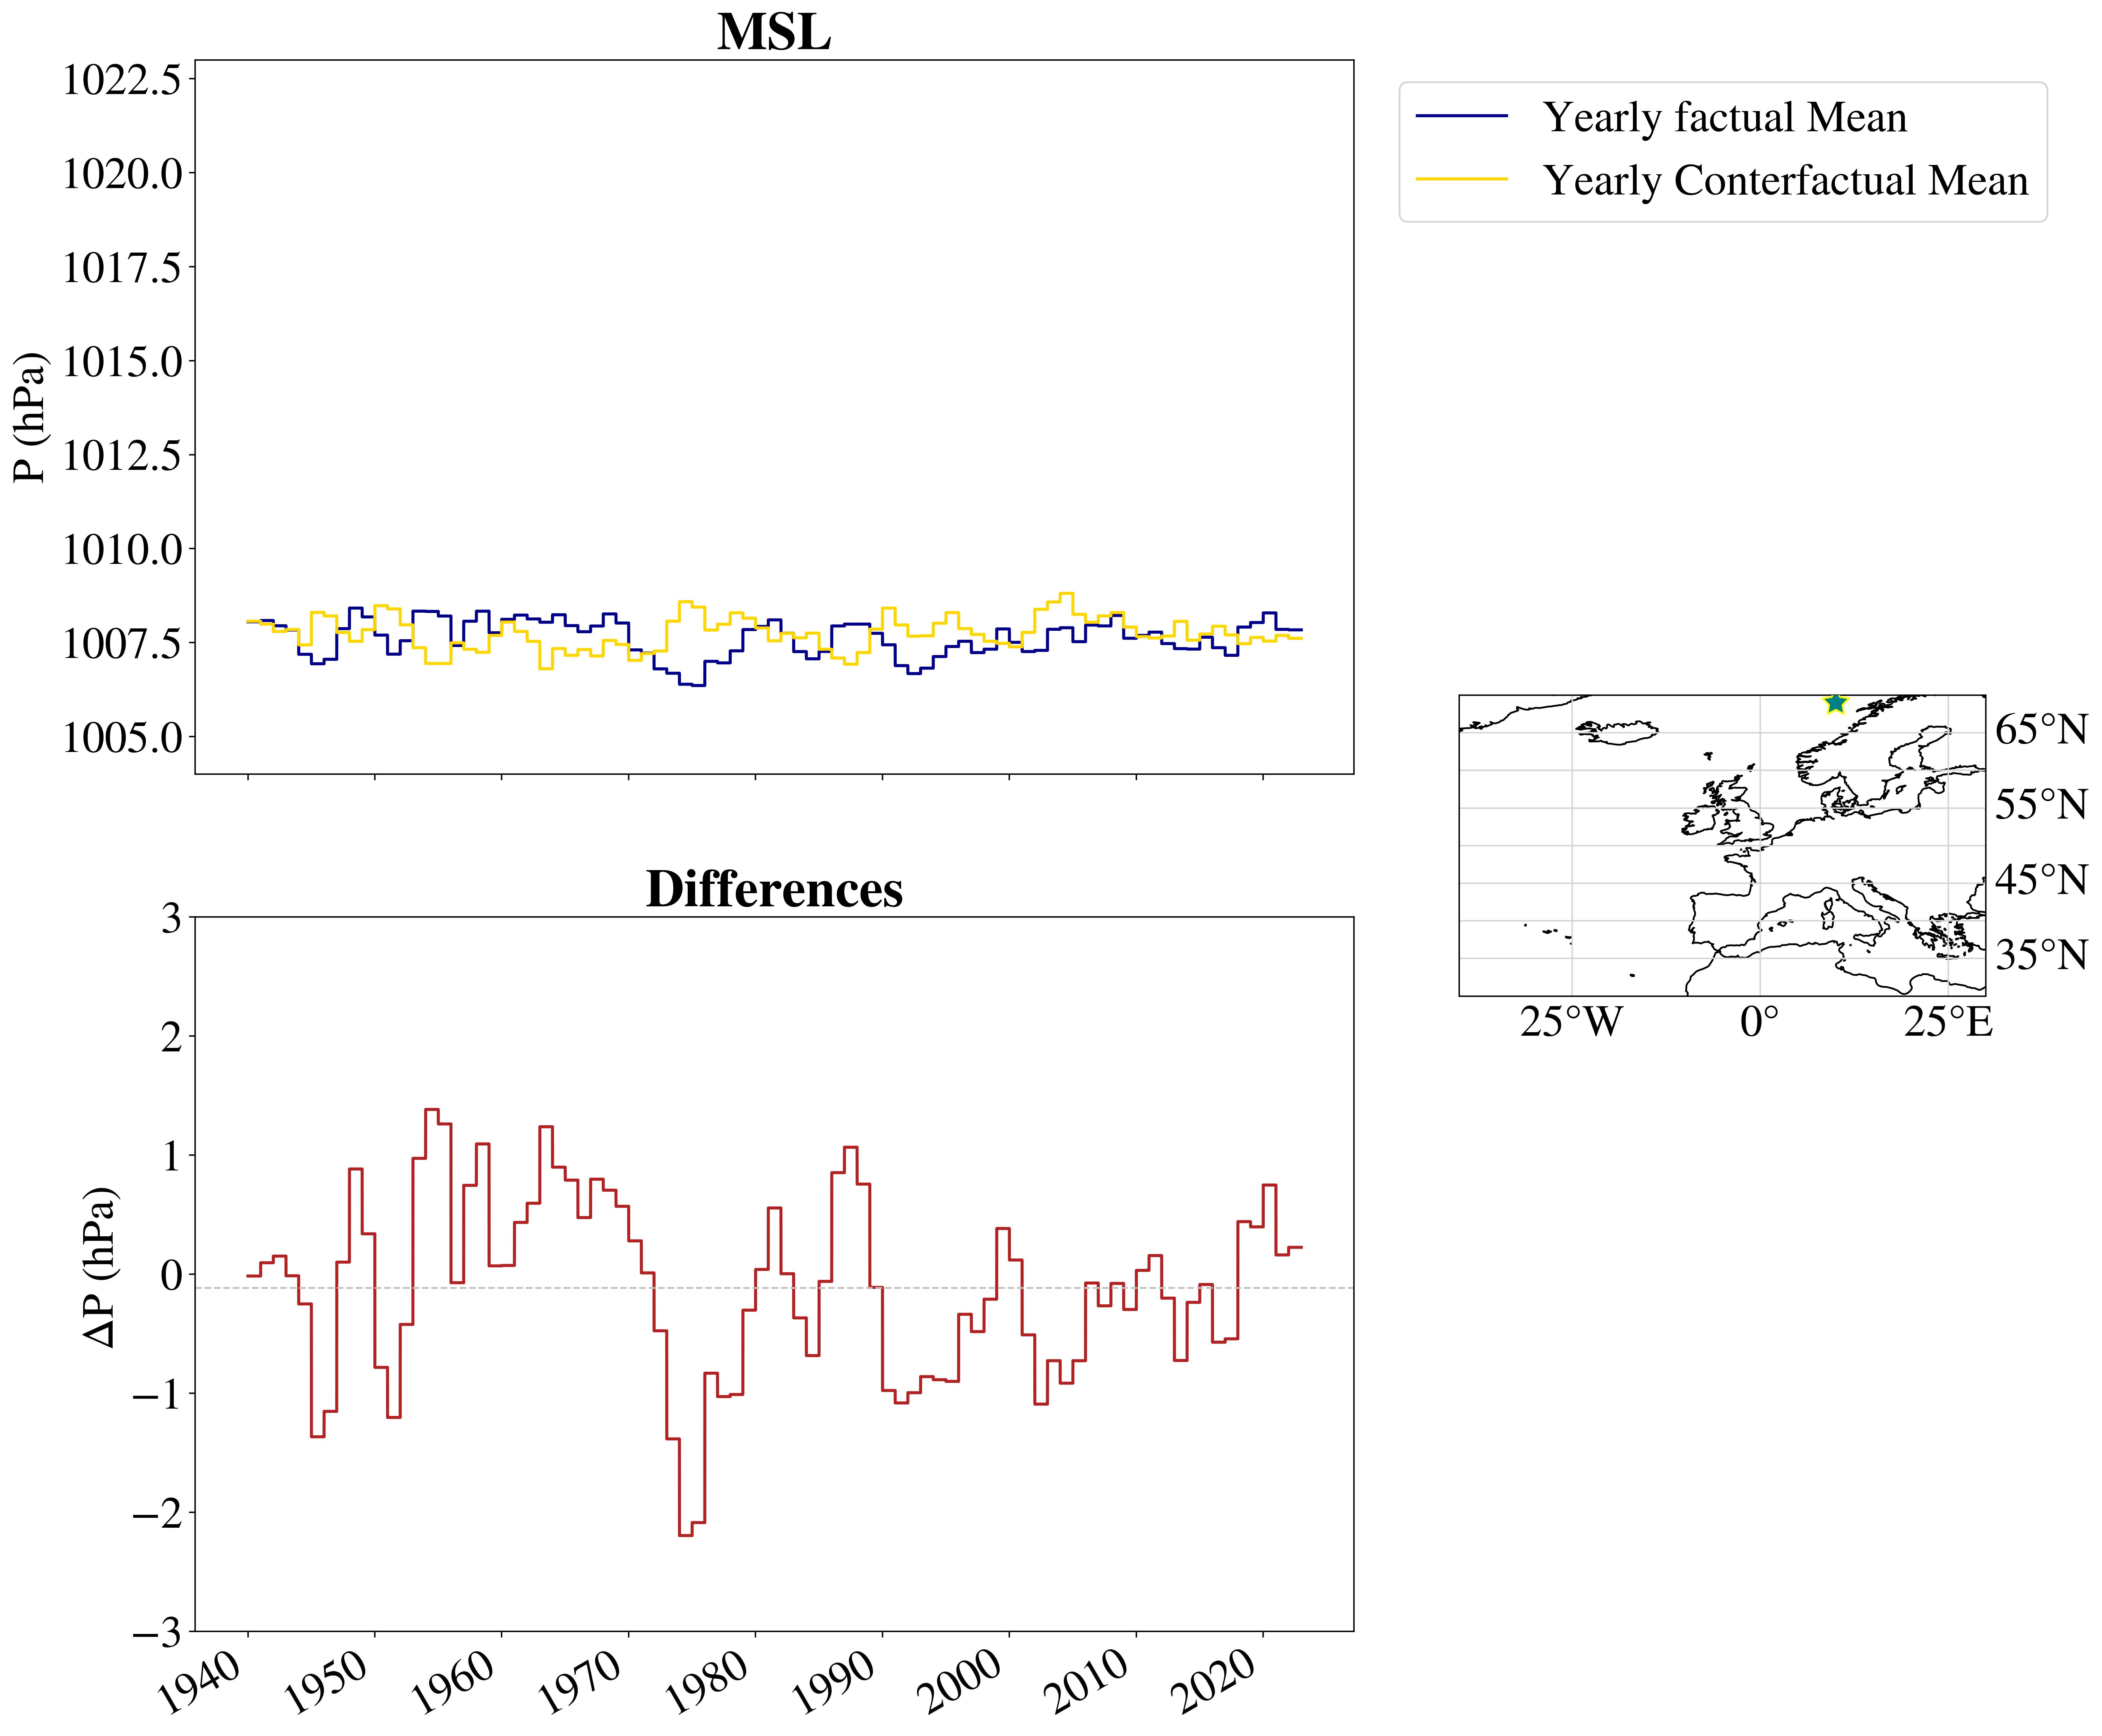 MSL
P (hPa)
1022.5
1020.0
1017.5
1015.0
1012.5
1010.0
1007.5
1005.0
Yearly factual Mean
Yearly Conterfactual Mean
65°N
55°N
45°N
35°N
25°W 0° 25°E
Differences
ΔP (hPa)
3
2
1
0
−1
−2
−3
1940 1950 1960 1970 1980 1990 2000 2010 2020